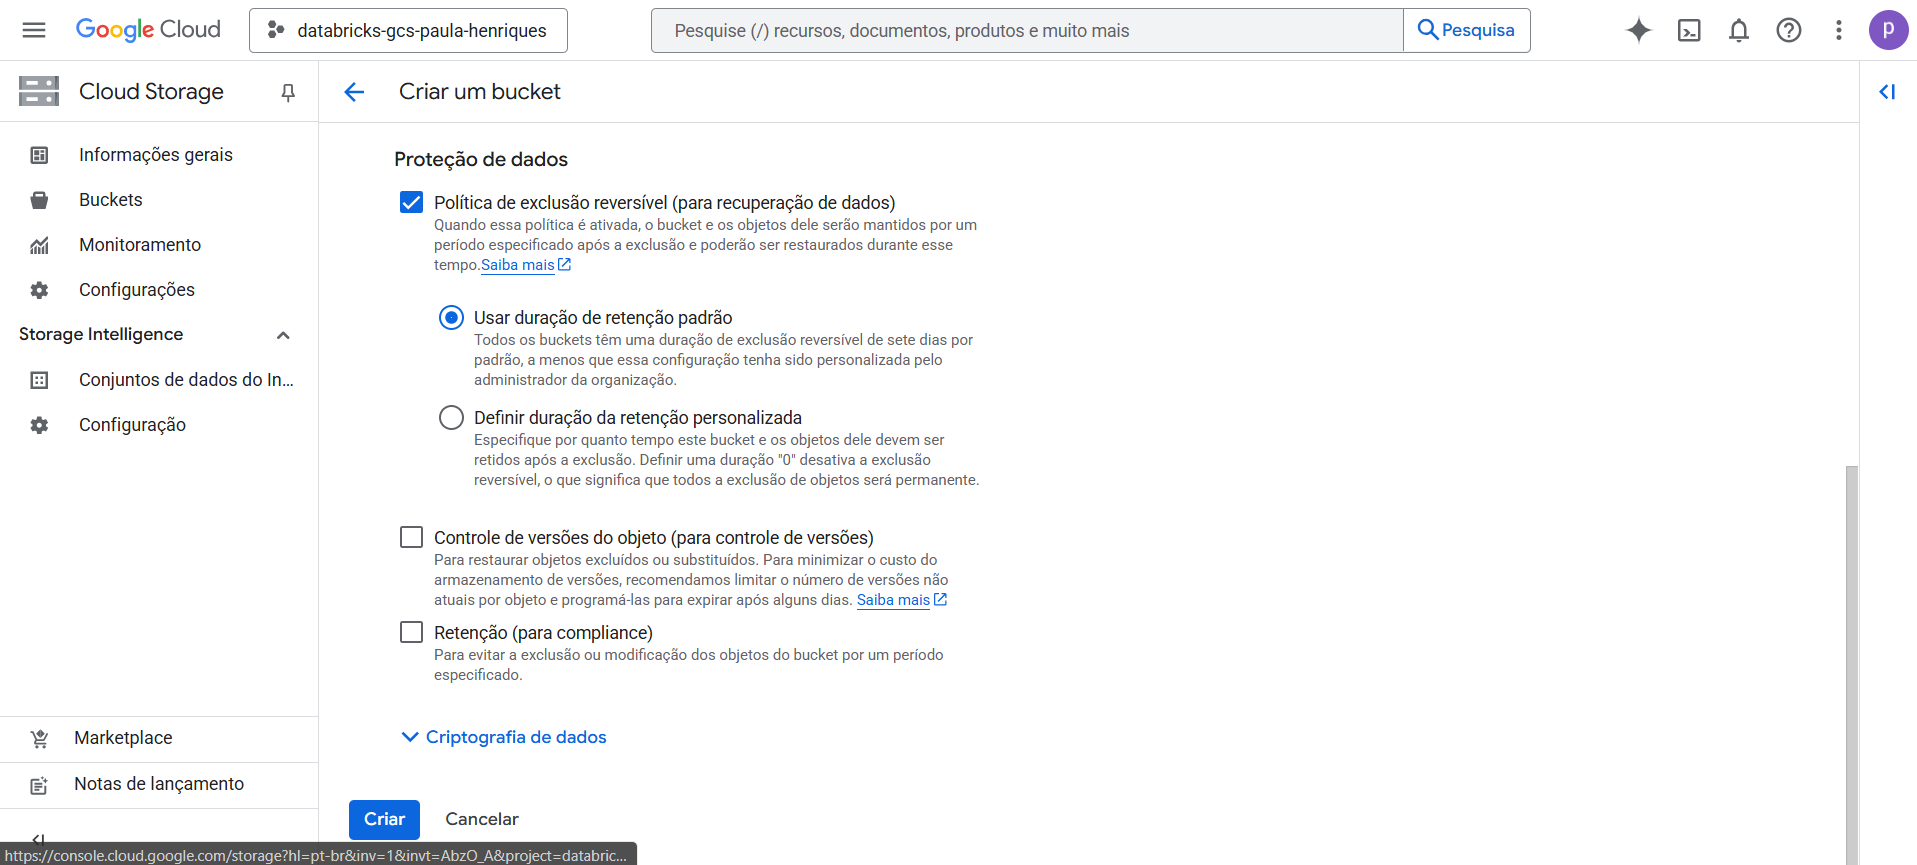 Google Cloud
databricks-gcs-paula-henriques
Pesquise (/) recursos, documentos, produtos e muito mais
Pesquisa
p
Cloud Storage
Criar um bucket
Informações gerais
Buckets
Monitoramento
Configurações
Storage Intelligence
Conjuntos de dados do In...
Configuração
Marketplace
Notas de lançamento
Proteção de dados
Política de exclusão reversível (para recuperação de dados)
Quando essa política é ativada, o bucket e os objetos dele serão mantidos por um
período especificado após a exclusão e poderão ser restaurados durante esse
tempo.Saiba mais
Usar duração de retenção padrão
Todos os buckets têm uma duração de exclusão reversível de sete dias por
padrão, a menos que essa configuração tenha sido personalizada pelo
administrador da organização.
Definir duração da retenção personalizada
Especifique por quanto tempo este bucket e os objetos dele devem ser
retidos após a exclusão. Definir uma duração "0" desativa a exclusão
reversível, o que significa que todos a exclusão de objetos será permanente.
Controle de versões do objeto (para controle de versões)
Para restaurar objetos excluídos ou substituídos. Para minimizar o custo do
armazenamento de versões, recomendamos limitar o número de versões não
atuais por objeto e programá-las para expirar após alguns dias. Saiba mais
Retenção (para compliance)
Para evitar a exclusão ou modificação dos objetos do bucket por um período
especificado.
Criptografia de dados
Criar
Cancelar
https://console.cloud.google.com/storage?hl=pt-br&inv=1&invt=AbzO_A&project=databric...